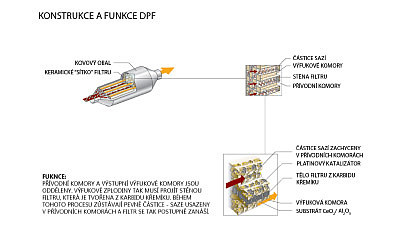 KONSTRUKCE A FUNKCE DPF
KOVOVÝ OBAL
KERAMICKÉ "SÍTKO" FILTRU
ČÁSTICE SAZÍ
VÝFUKOVÉ KOMORY
STĚNA FILTRU
PŘÍVODNÍ KOMORY
ČÁSTICE SAZÍ ZACHYCENY
V PŘÍVODNÍCH KOMORÁCH
PLATINOVÝ KATALIZÁTOR
TĚLO FILTRU Z KARBIDU
KŘEMÍKU
VÝFUKOVÁ KOMORA
SUBSTRÁT CeO₂/ Al₂O₃
FUKNCE:
PŘÍVODNÍ KOMORY A VÝSTUPNÍ VÝFUKOVÉ KOMORY JSOU
ODDĚLENY. VÝFUKOVÉ ZPLODINY TAK MUSÍ PROJÍT STĚNOU
FILTRU, KTERÁ JE TVOŘENA Z KARBIDU KŘEMÍKU. BĚHEM
TOHOTO PROCESU ZŮSTÁVAJÍ PEVNÉ ČÁSTICE - SAZE USAZENY
V PŘÍVODNÍCH KOMORÁCH A FILTR SE TAK POSTUPNĚ ZANÁŠÍ.